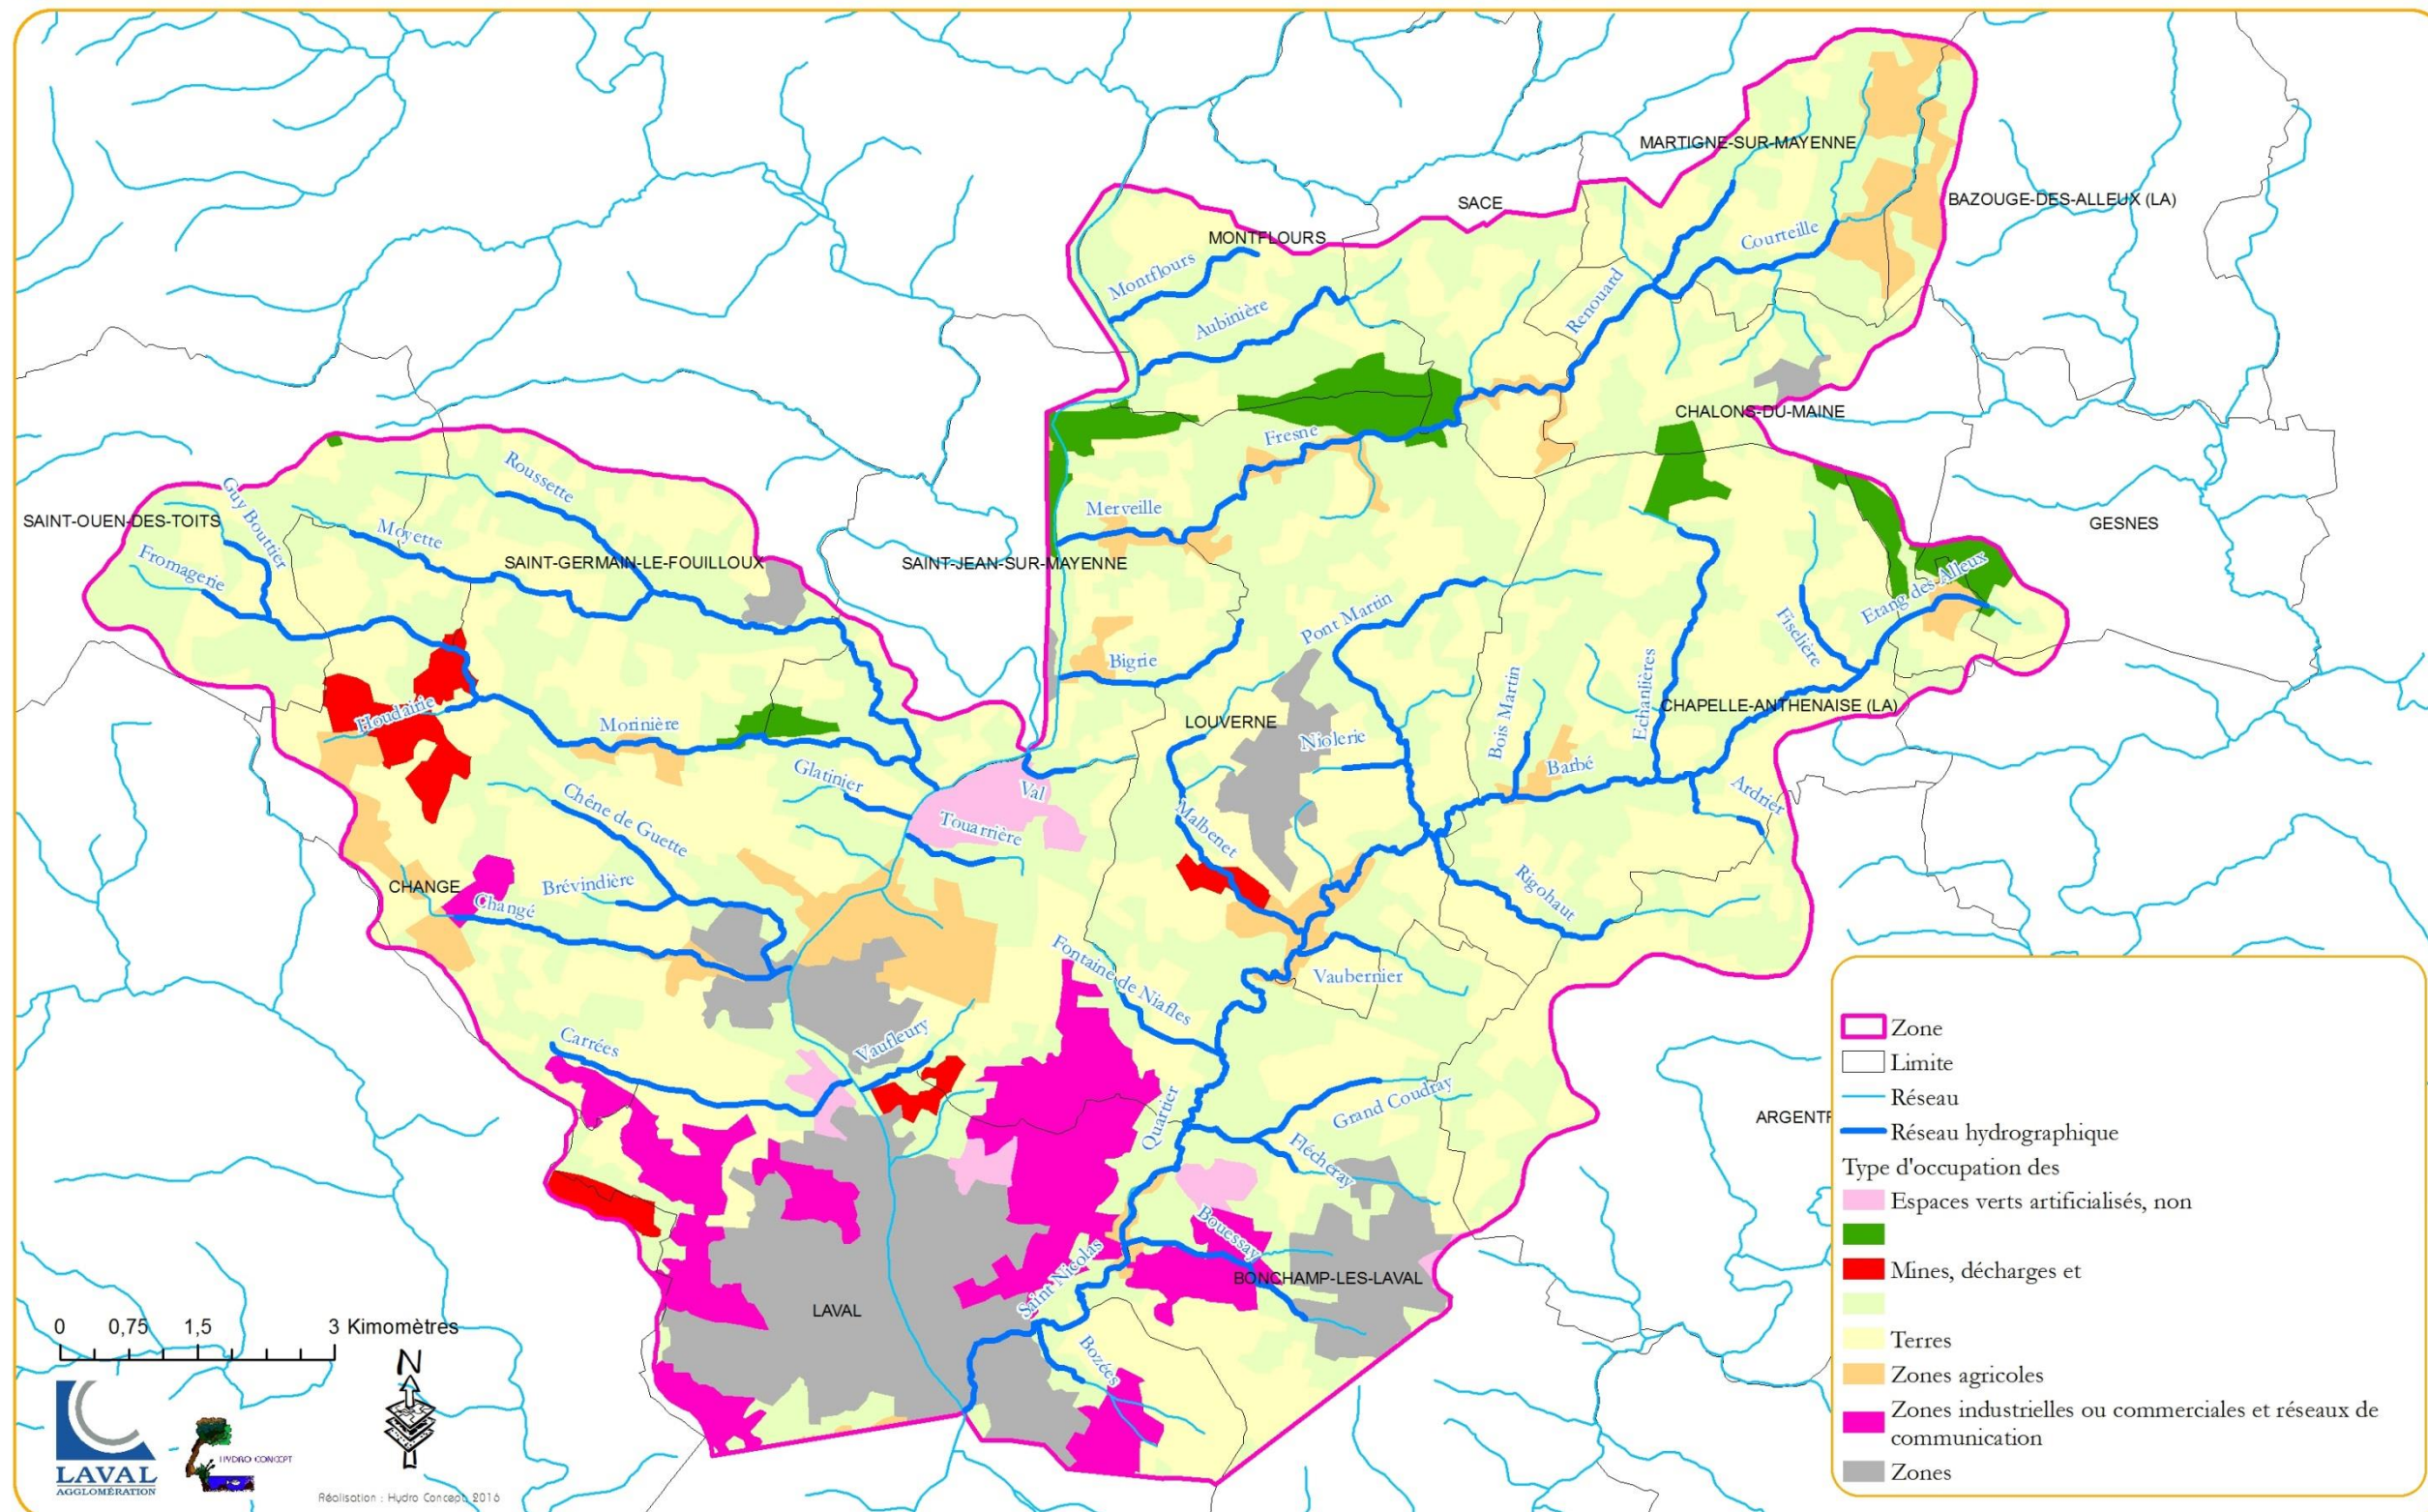 MARTIGNE-SUR-MAYENNE
BAZOUGE-DES-ALLEUX (LA)
SACE
MONTFLOURS
Courteille
Montflours
Renouard
Aubinière
CHALONS-DU-MAINE
Fresne
Roussette
Guy Bouttier
Merveille
SAINT-OUEN-DES-TOITS
GESNES
Moyette
Fromagerie
SAINT-GERMAIN-LE-FOUILLOUX
SAINT-JEAN-SUR-MAYENNE
Etang des Alleux
Pont Martin
Fiselière
Bigrie
Echanlières
Bois Martin
CHAPELLE-ANTHENAISE (LA)
Houdairie
Morinière
LOUVERNE
Niolerie
Glatinier
Val
Barbé
Ardrier
Chêne de Guette
Touarrière
Malbenet
CHANGE
Brévindière
Changé
Rigohaut
Fontaine de Niafles
Vaubernier
Carrées
Vaufleury
Quartier
Grand Coudray
Flécheray
ARGENTR
Bouessay
Saint Nicolas
BONCHAMP-LES-LAVAL
LAVAL
Bozées
Zone
Limite
Réseau
Réseau hydrographique
Type d'occupation des
Espaces verts artificialisés, non
Mines, décharges et
Terres
Zones agricoles
Zones industrielles ou commerciales et réseaux de
communication
Zones
0 0,75 1,5 3 Kimomètres
N
LAVAL
AGGLOMÉRATION
HYDRO CONCEPT
Réalisation : Hydro Concept 2016